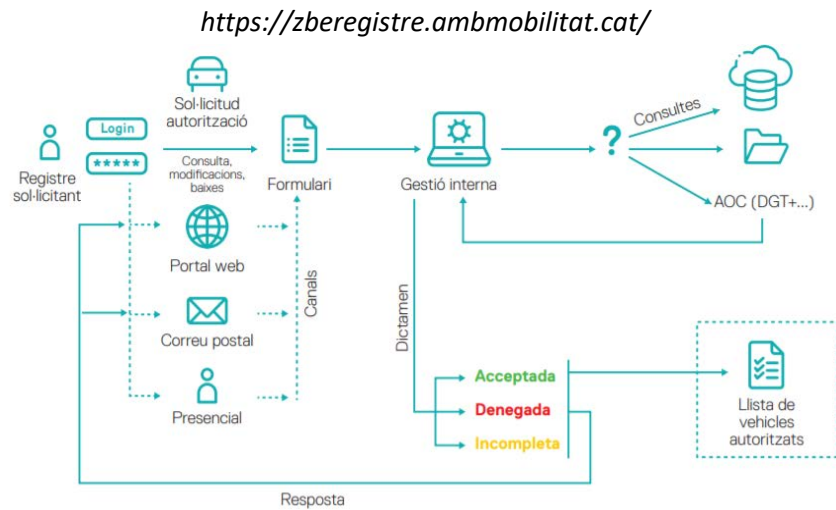 https://zberegistre.ambmobilitat.cat/
Login
*****
Registre
sol·licitant
Sol·licitud
autorització
Consulta,
modificacions,
baixes
Portal web
Correu postal
Presencial
Canals
Formulari
Gestió interna
?
Consultes
AOC (DGT+...)
Dictamen
Acceptada
Denegada
Incompleta
Llista de
vehicles
autoritzats
Resposta